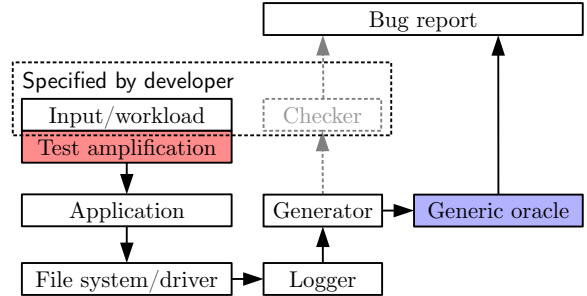 Bug report
Specified by developer
Input/workload
Checker
Test amplification
Application
Generator
Generic oracle
File system/driver
Logger